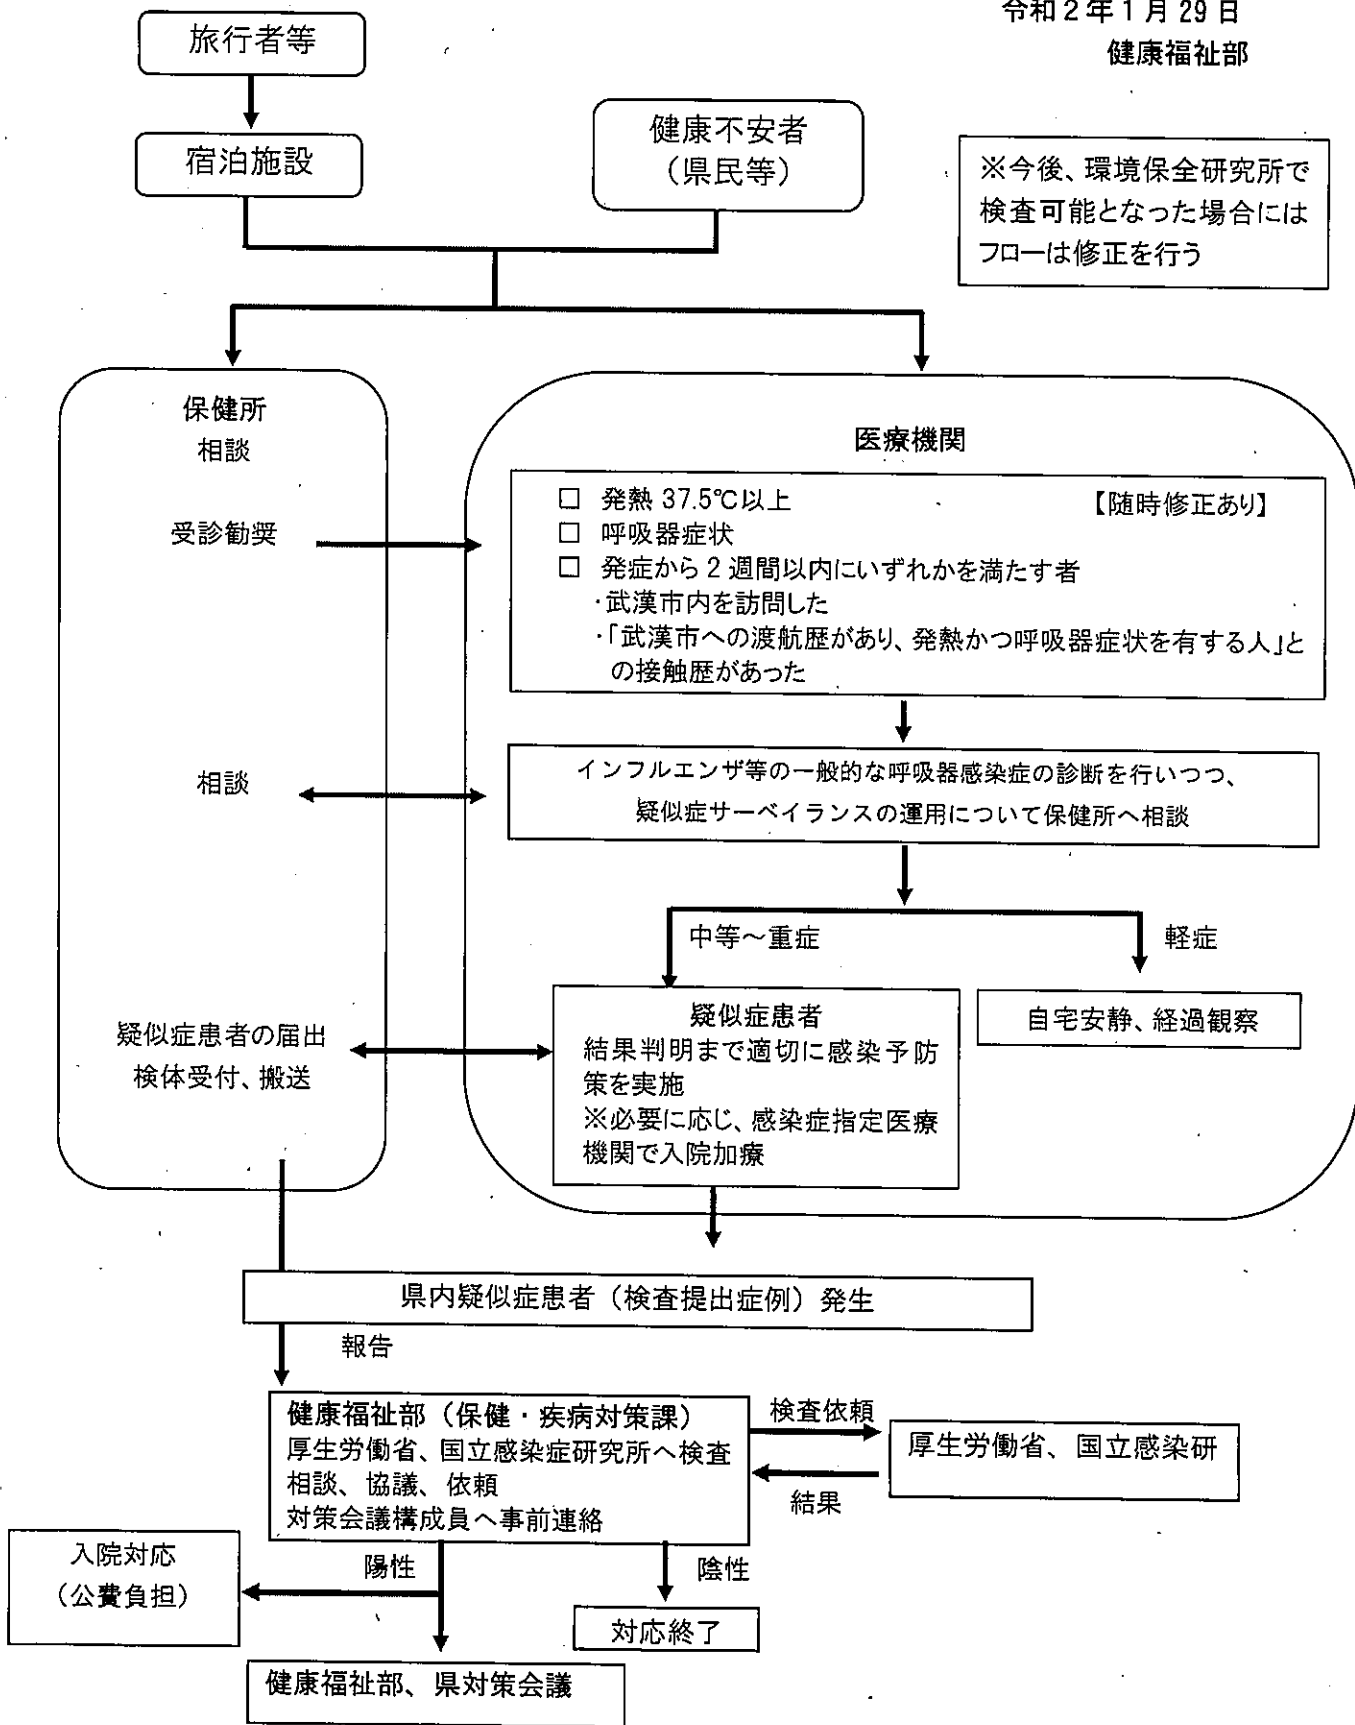 令和2年1月29日
健康福祉部
旅行者等
宿泊施設
健康不安者
（県民等）
※今後、環境保全研究所で
検査可能となった場合には
フローは修正を行う
保健所
相談
受診勧奨
相談
疑似症患者の届出
検体受付、搬送
医療機関
□ 発熱 37.5℃以上 【随時修正あり】
□ 呼吸器症状
□ 発症から 2 週間以内にいずれかを満たす者
・武漢市内を訪問した
・「武漢市への渡航歴があり、発熱かつ呼吸器症状を有する人」と
の接触歴があった
インフルエンザ等の一般的な呼吸器感染症の診断を行いつつ、
疑似症サーベイランスの運用について保健所へ相談
中等～重症
軽症
疑似症患者
結果判明まで適切に感染予防
策を実施
※必要に応じ、感染症指定医療
機関で入院加療
自宅安静、経過観察
県内疑似症患者（検査提出症例）発生
報告
健康福祉部（保健・疾病対策課）
厚生労働省、国立感染症研究所へ検査
相談、協議、依頼
対策会議構成員へ事前連絡
検査依頼
結果
厚生労働省、国立感染研
陽性
陰性
入院対応
（公費負担）
対応終了
健康福祉部、県対策会議